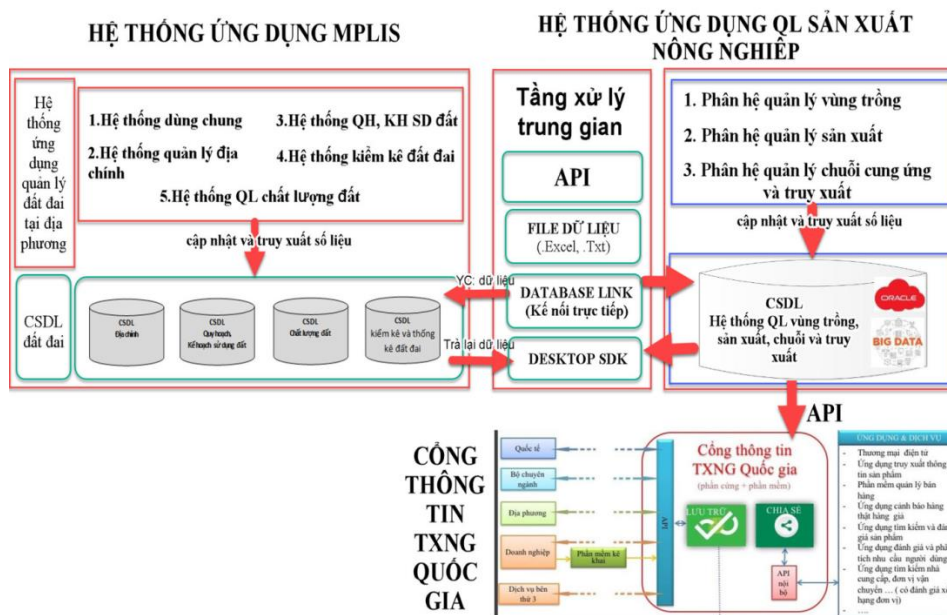 HỆ THỐNG ỨNG DỤNG MPLIS
HỆ THỐNG ỨNG DỤNG QL SẢN XUẤT
NÔNG NGHIỆP
Hệ
thống
ứng
dụng
quản lý
đất đai
tại địa
phương
1.Hệ thống dùng chung
2.Hệ thống quản lý địa
chính
3.Hệ thống QH, KH SD đất
4.Hệ thống kiểm kê đất đai
5.Hệ thống QL chất lượng đất
cập nhật và truy xuất số liệu
CSDL
đất đai
CSDL
Địa chính
CSDL
Quy hoạch,
Kế hoạch sử dụng đất
CSDL
Chất lượng đất
CSDL
kiểm kê và thống
kê đất đai
YC: dữ liệu
Trả lại dữ liệu
Tầng xử lý
trung gian
API
FILE DỮ LIỆU
(.Excel, .Txt)
DATABASE LINK
(Kế nối trực tiếp)
DESKTOP SDK
1. Phân hệ quản lý vùng trồng
2. Phân hệ quản lý sản xuất
3. Phân hệ quản lý chuỗi cung ứng
và truy xuất
cập nhật và truy xuất số liệu
CSDL
Hệ thống QL vùng trồng,
sản xuất, chuỗi và truy
xuất
ORACLE
BIG DATA
API
CỔNG
THÔNG
TIN
TXNG
QUỐC
GIA
Quốc tế
Bộ chuyên
ngành
Địa phương
Doanh nghiệp
Phần mềm kê
khai
Dịch vụ bên
thứ 3
API
Cổng thông tin
TXNG Quốc gia
(phần cứng + phần mềm)
LƯU TRỮ
CHIA SẺ
API
nội
bộ
ỨNG DỤNG & DỊCH VỤ
- Thương mại điện tử
- Ứng dụng truy xuất thông
tin sản phẩm
- Phần mềm quản lý bán
hàng
- Ứng dụng cảnh báo hàng
thật hàng giả
- Ứng dụng tìm kiếm và đán
giá sản phẩm
- Ứng dụng đánh giá và phâ
tích nhu cầu người dùng
- Ứng dụng tìm kiếm nhà
cung cấp, đơn vị vận
chuyển ... ( có đánh giá xế
hạng đơn vị)